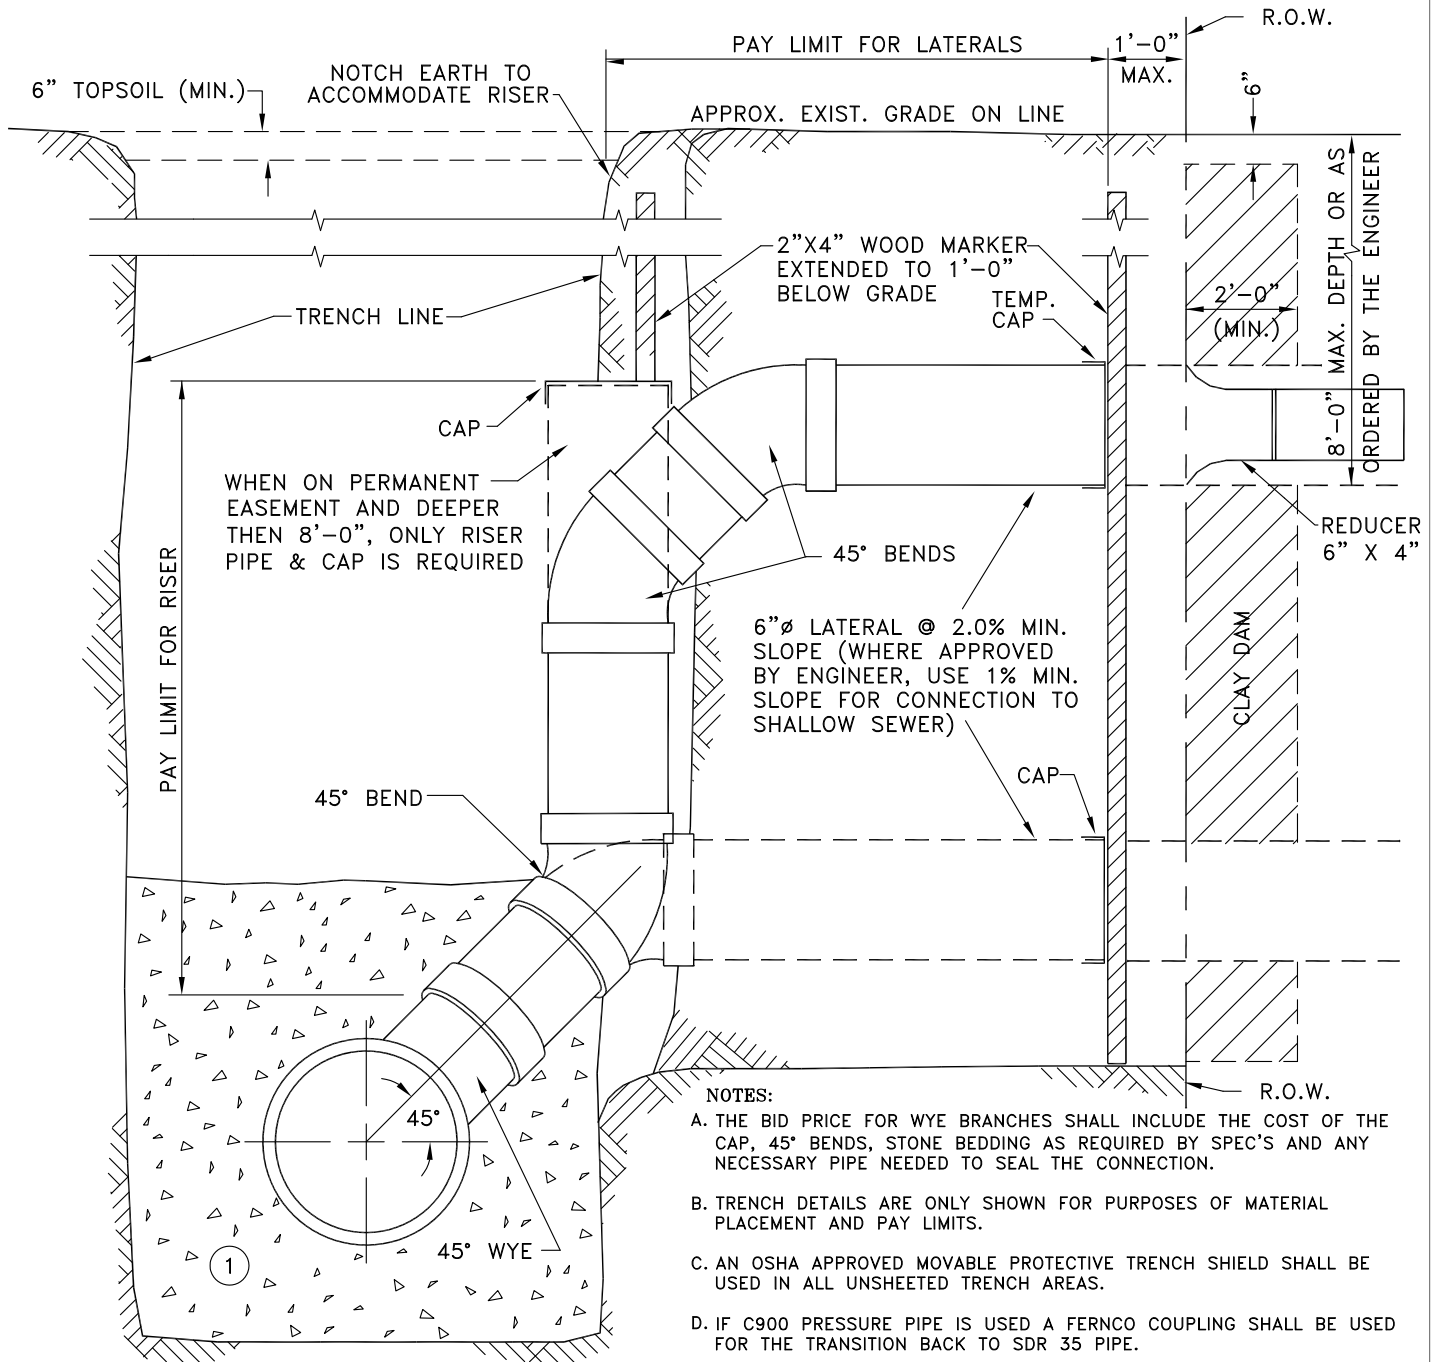 R.O.W.
PAY LIMIT FOR LATERALS
1'-0"
MAX.
6" TOPSOIL (MIN.)
NOTCH EARTH TO
ACCOMMODATE RISER
6"
APPROX. EXIST. GRADE ON LINE
8'-0" MAX. DEPTH OR AS
ORDERED BY THE ENGINEER
2"X4" WOOD MARKER
EXTENDED TO 1'-0"
BELOW GRADE
TEMP.
CAP
2'-0"
(MIN.)
TRENCH LINE
CAP
WHEN ON PERMANENT
EASEMENT AND DEEPER
THEN 8'-0", ONLY RISER
PIPE & CAP IS REQUIRED
REDUCER
6" X 4"
45° BENDS
PAY LIMIT FOR RISER
6"ø LATERAL @ 2.0% MIN.
SLOPE (WHERE APPROVED
BY ENGINEER, USE 1% MIN.
SLOPE FOR CONNECTION TO
SHALLOW SEWER)
CLAY DAM
CAP
45° BEND
45°
45° WYE
1
R.O.W.
NOTES:
A. THE BID PRICE FOR WYE BRANCHES SHALL INCLUDE THE COST OF THE
CAP, 45° BENDS, STONE BEDDING AS REQUIRED BY SPEC'S AND ANY
NECESSARY PIPE NEEDED TO SEAL THE CONNECTION.
B. TRENCH DETAILS ARE ONLY SHOWN FOR PURPOSES OF MATERIAL
PLACEMENT AND PAY LIMITS.
C. AN OSHA APPROVED MOVABLE PROTECTIVE TRENCH SHIELD SHALL BE
USED IN ALL UNSHEETED TRENCH AREAS.
D. IF C900 PRESSURE PIPE IS USED A FERNCO COUPLING SHALL BE USED
FOR THE TRANSITION BACK TO SDR 35 PIPE.